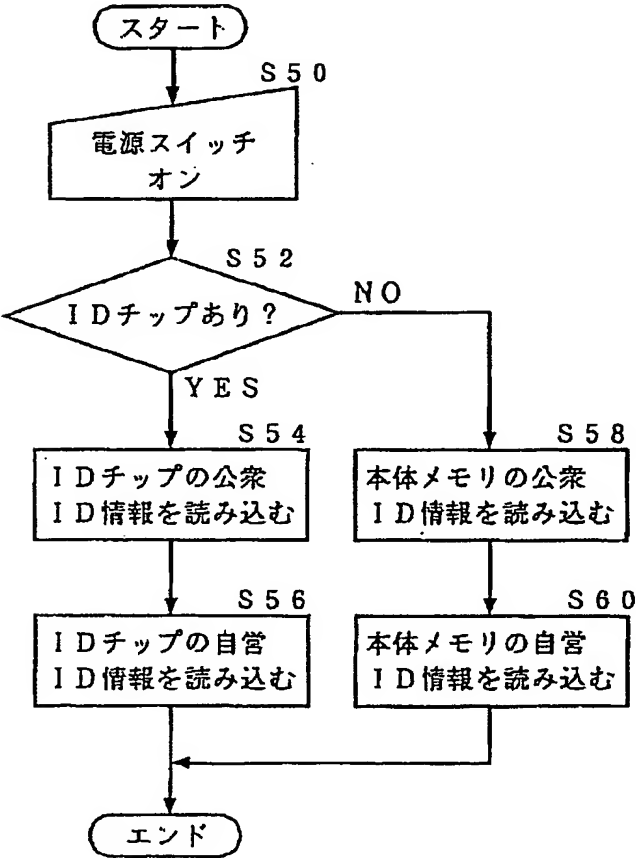 スタート
S50
電源スイッチ
オン
S52
IDチップあり?
NO
YES
S54
IDチップの公衆
ID情報を読み込む
S58
本体メモリの公衆
ID情報を読み込む
S56
IDチップの自営
ID情報を読み込む
S60
本体メモリの自営
ID情報を読み込む
エンド